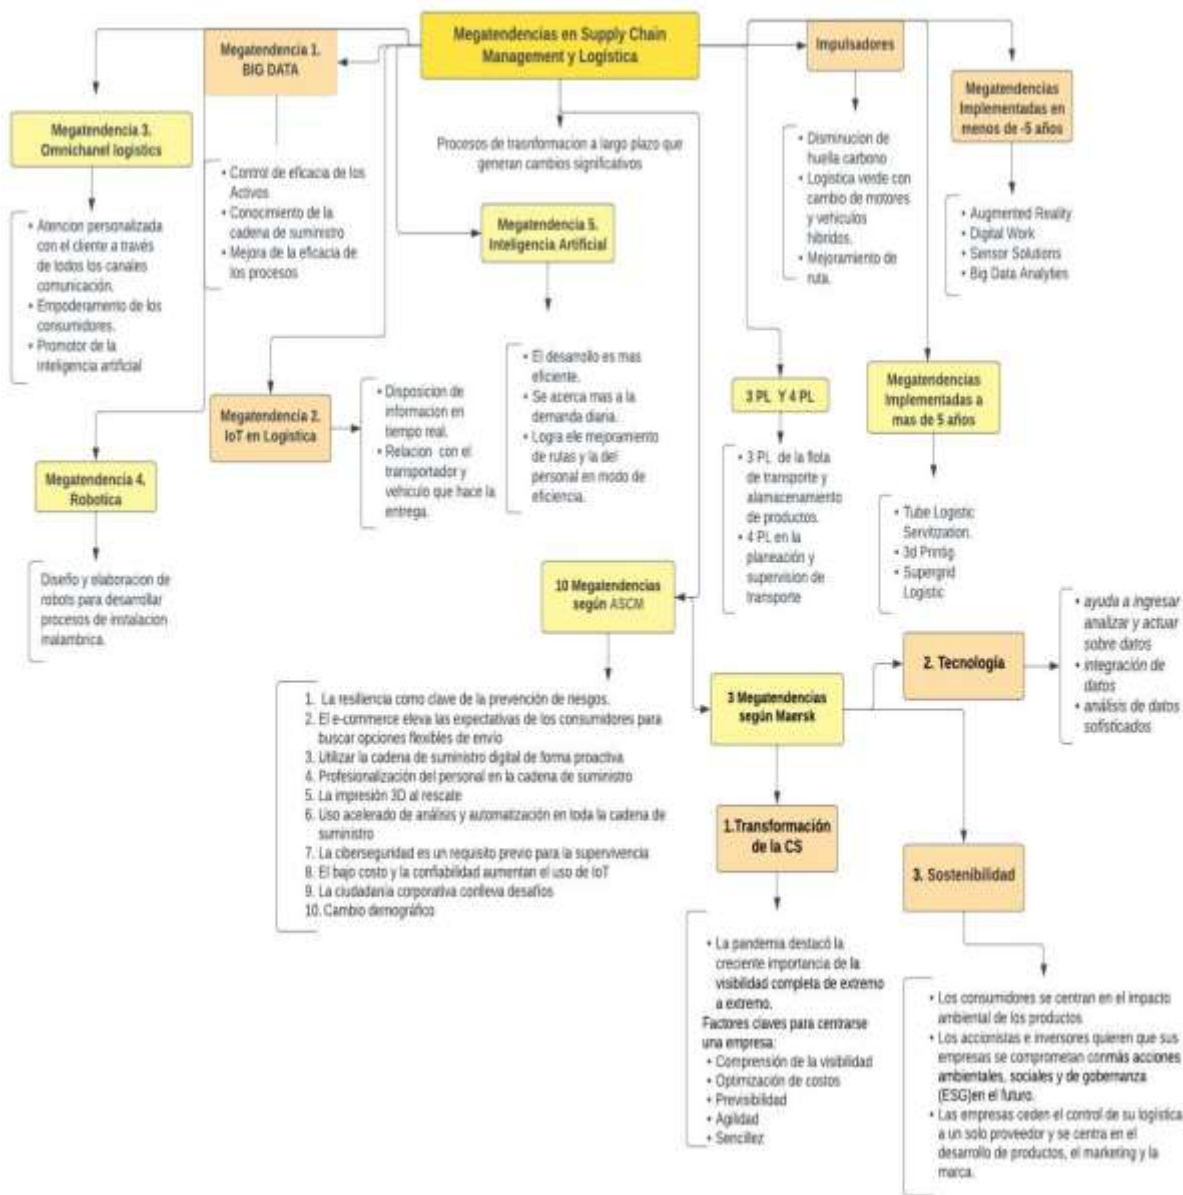 Megatendencias en Supply Chain
Management y Logística
Procesos de trasnformacion a largo plazo que
generan cambios significativos
Megatendencia 1.
BIG DATA
• Control de eficacia de los
Activos
• Conocimiento de la
cadena de suministro
• Mejora de la eficacia de
los procesos
Megatendencia 3.
Omnichanel logistics
• Atencion personalizada
con el cliente a través
de todos los canales
comunicación.
• Empoderamento de los
consumidores.
• Promotor de la
inteligencia artificial
Megatendencia 5.
Inteligencia Artificial
• El desarrollo es mas
eficiente.
• Se acerca mas a la
demanda diaria.
• Logra ele mejoramiento
de rutas y la del
personal en modo de
eficiencia.
Megatendencia 2.
IoT en Logística
• Disposicion de
informacion en
tiempo real.
• Relacion con el
transportador y
vehiculo que hace la
entrega.
Megatendencia 4.
Robotica
Diseño y elaboracion de
robots para desarrollar
procesos de instalacion
inalambrica.
Impulsadores
• Disminucion de
huella carbono
• Logistica verde con
cambio de motores
y vehiculos
hibridos.
• Mejoramiento de
ruta.
Megatendencias
Implementadas en
menos de -5 años
• Augmented Reality
• Digital Work
• Sensor Solutions
• Big Data Analyties
3 PL Y 4 PL
• 3 PL de la flota
de transporte y
alamacenamiento
de productos.
• 4 PL en la
planeación y
supervision de
transporte
Megatendencias
Implementadas a
mas de 5 años
• Tube Logistic
Servitzation.
• 3d Printig
• Supergrid
Logistic
10 Megatendencias
según ASCM
1. La resiliencia como clave de la prevención de riesgos.
2. El e-commerce eleva las expectativas de los consumidores para
buscar opciones flexibles de envío
3. Utilizar la cadena de suministro digital de forma proactiva
4. Profesionalización del personal en la cadena de suministro
5. La impresión 3D al rescate
6. Uso acelerado de análisis y automatización en toda la cadena de
suministro
7. La ciberseguridad es un requisito previo para la supervivencia
8. El bajo costo y la confiabilidad aumentan el uso de IoT
9. La ciudadanía corporativa conlleva desafíos
10. Cambio demográfico
3 Megatendencias
según Maersk
2. Tecnología
• ayuda a ingresar
analizar y actuar
sobre datos
• integración de
datos
• análisis de datos
sofisticados
1.Transformación
de la CS
• La pandemia destacó la
creciente importancia de la
visibilidad completa de extremo
a extremo.
Factores claves para centrarse
una empresa:
• Comprensión de la visibilidad
• Optimización de costos
• Previsibilidad
• Agilidad
• Sencillez
3. Sostenibilidad
• Los consumidores se centran en el impacto
ambiental de los productos
• Los accionistas e inversores quieren que sus
empresas se comprometan conmás acciones
ambientales, sociales y de gobernanza
(ESG)en el futuro.
• Las empresas ceden el control de su logística
a un solo proveedor y se centra en el
desarrollo de productos, el marketing y la
marca.